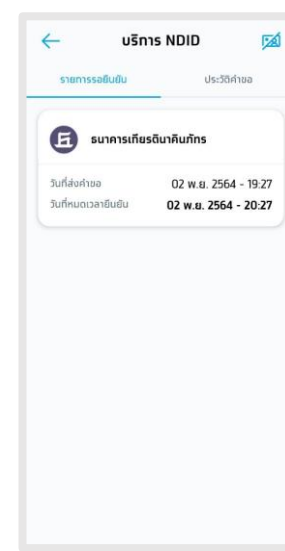 บริการ NDID
รายการรอยืนยัน ประวัติคำขอ
ธนาคารเกียรตินาคินภัทร
วันที่ส่งคำขอ 02 พ.ย. 2564 - 19:27
วันที่หมดเวลายืนยัน 02 พ.ย. 2564 - 20:27